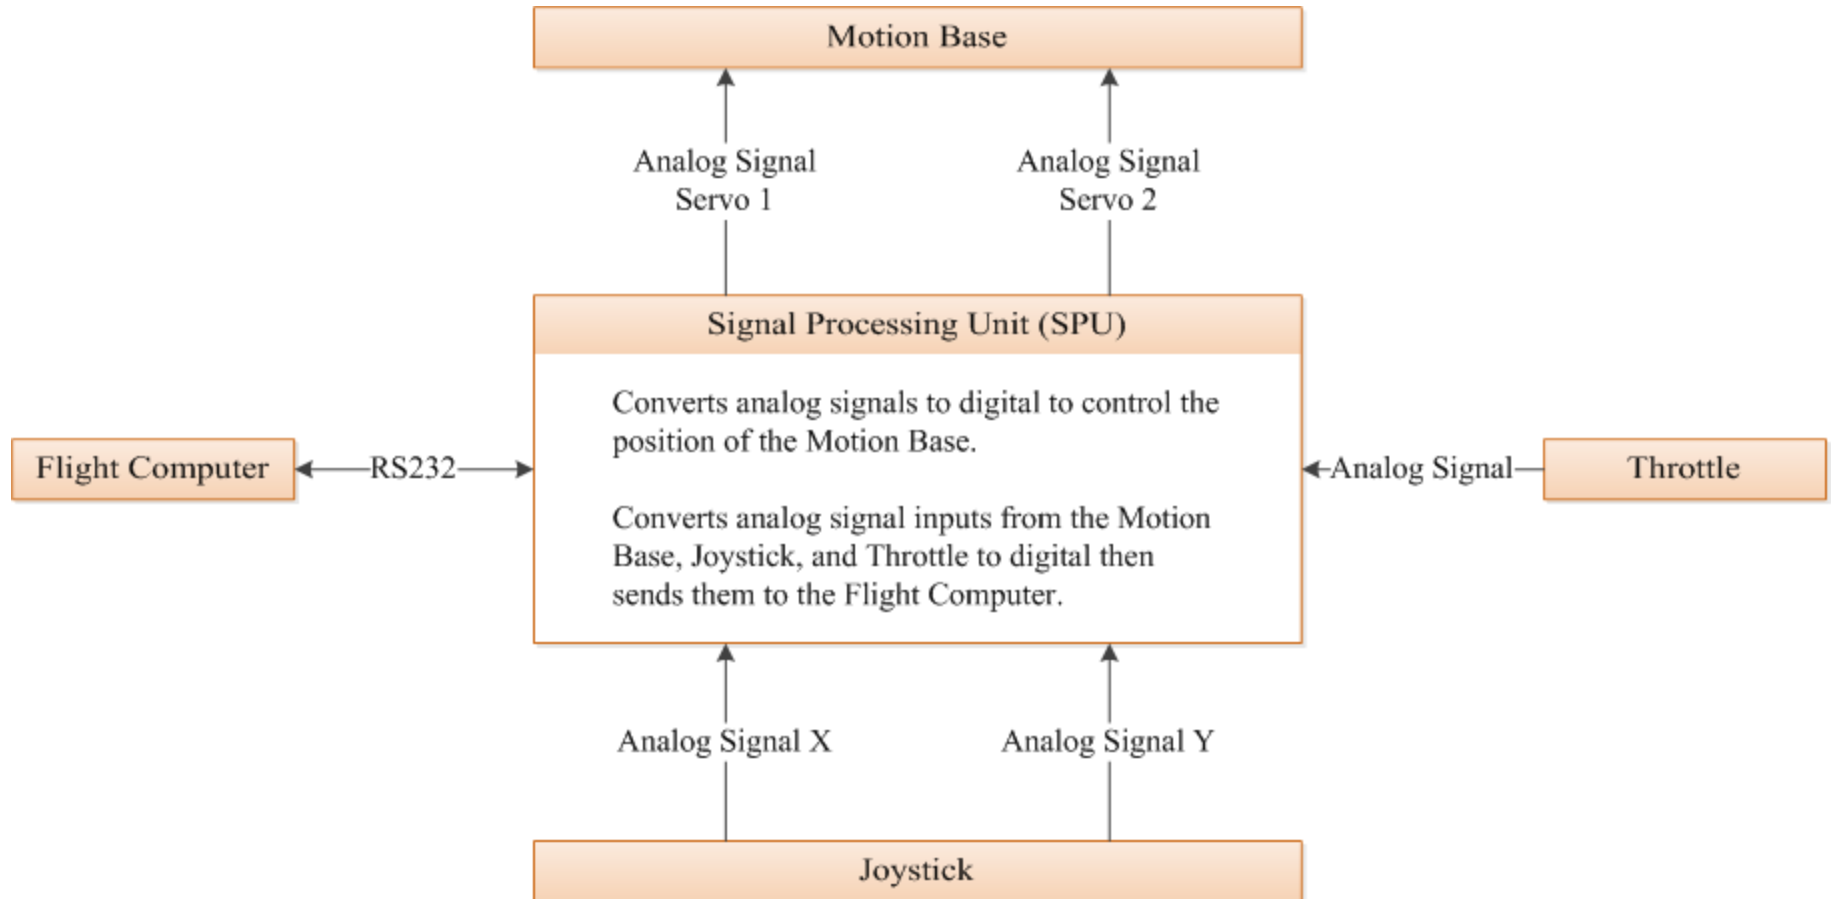 Motion Base
Analog Signal
Servo 1
Analog Signal
Servo 2
Signal Processing Unit (SPU)
Converts analog signals to digital to control the
position of the Motion Base.
Converts analog signal inputs from the Motion
Base, Joystick, and Throttle to digital then
sends them to the Flight Computer.
Flight Computer
RS232
Analog Signal
Throttle
Analog Signal X
Analog Signal Y
Joystick